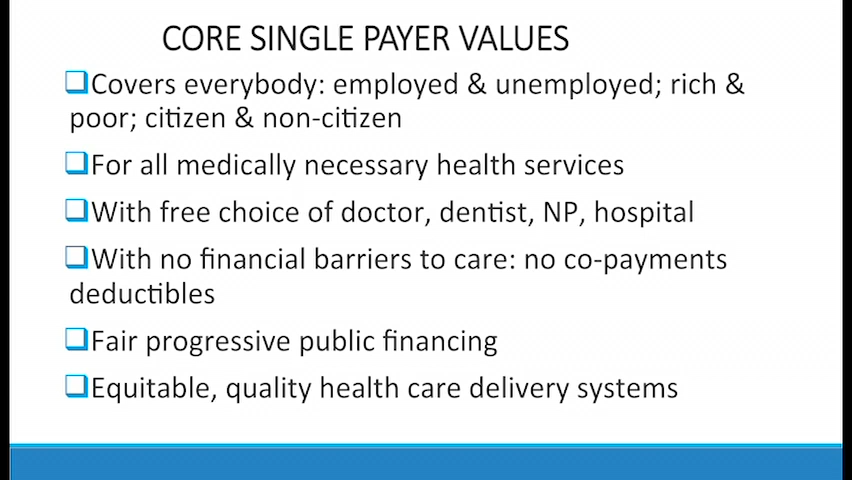 CORE SINGLE PAYER VALUES
❑Covers everybody: employed & unemployed; rich &
poor; citizen & non-citizen
❑For all medically necessary health services
❑With free choice of doctor, dentist, NP, hospital
❑With no financial barriers to care: no co-payments
deductibles
❑Fair progressive public financing
❑Equitable, quality health care delivery systems